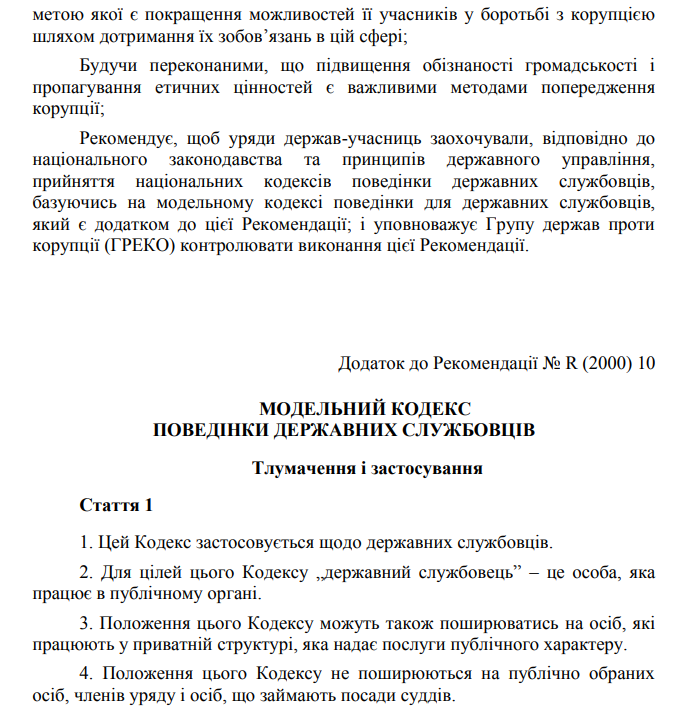 метою якої є покращення можливостей її учасників у боротьбі з корупцією
шляхом дотримання їх зобов’язань в цій сфері;
Будучи переконаними, що підвищення обізнаності громадськості і
пропагування етичних цінностей є важливими методами попередження
корупції;
Рекомендує, щоб уряди держав-учасниць заохочували, відповідно до
національного законодавства та принципів державного управління,
прийняття національних кодексів поведінки державних службовців,
базуючись на модельному кодексі поведінки для державних службовців,
який є додатком до цієї Рекомендації; і уповноважує Групу держав проти
корупції (ГРЕКО) контролювати виконання цієї Рекомендації.
Додаток до Рекомендації № R (2000) 10
МОДЕЛЬНИЙ КОДЕКС
ПОВЕДІНКИ ДЕРЖАВНИХ СЛУЖБОВЦІВ
Тлумачення і застосування
Стаття 1
1. Цей Кодекс застосовується щодо державних службовців.
2. Для цілей цього Кодексу „державний службовець” – це особа, яка
працює в публічному органі.
3. Положення цього Кодексу можуть також поширюватись на осіб, які
працюють у приватній структурі, яка надає послуги публічного характеру.
4. Положення цього Кодексу не поширюються на публічно обраних
осіб, членів уряду і осіб, що займають посади суддів.